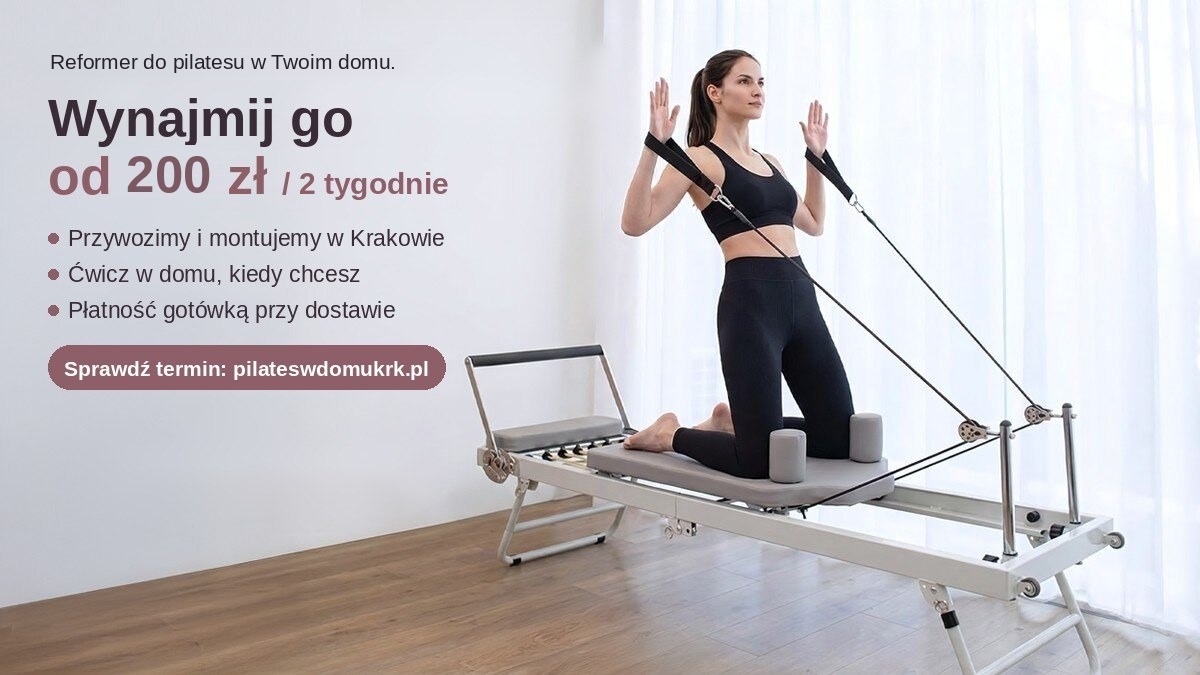 Reformer do pilatesu w Twoim domu.
Wynajmij go
od 200 zł / 2 tygodnie
Przywozimy i montujemy w Krakowie
Ćwicz w domu, kiedy chcesz
Płatność gotówką przy dostawie
Sprawdź termin: pilateswdomukrk.pl